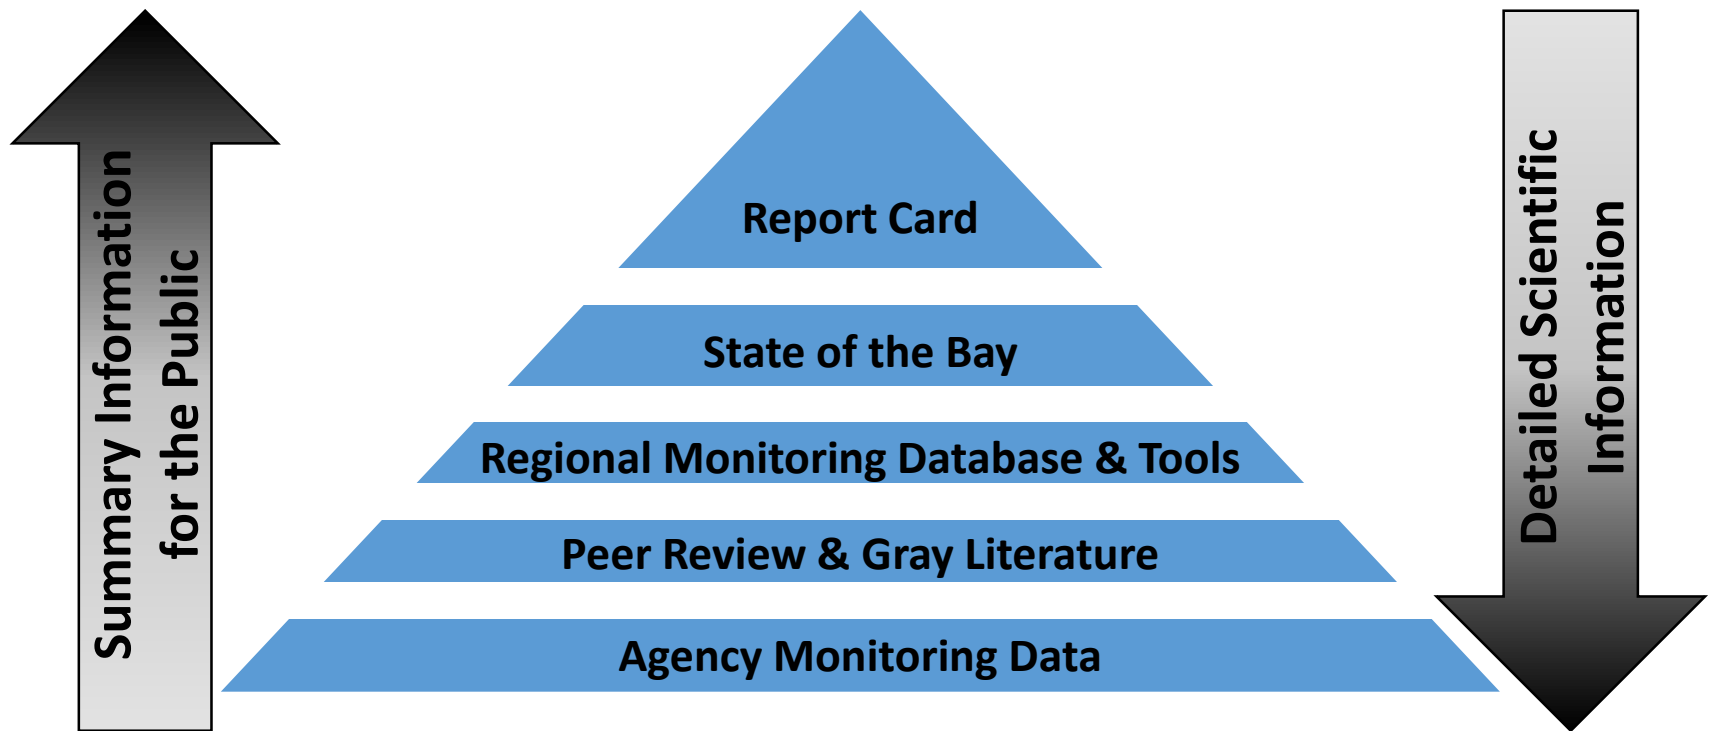 Summary Information
for the Public
Report Card
State of the Bay
Regional Monitoring Database & Tools
Peer Review & Gray Literature
Agency Monitoring Data
Detailed Scientific
Information